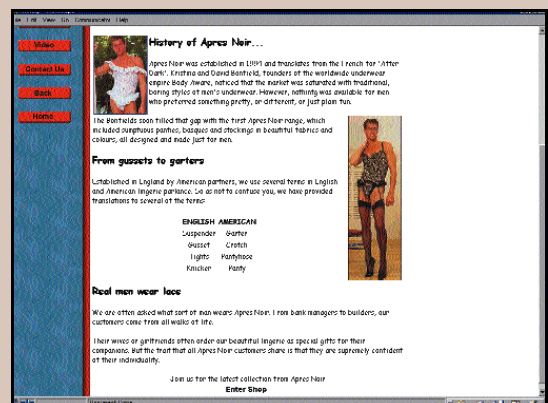 File Edit View Go Communicator Help
Video
Contact Us
Back
Home
History of Apres Noir...
Apres Noir was established in 1994 and translates from the French for "After
Dark". Kristina and David Bonfield, founders of the worldwide underwear
empire Body Aware, noticed that the market was saturated with traditional,
boring styles of men's underwear. However, nothing was available for men
who preferred something pretty, or different, or just plain fun.
The Bonfields soon filled that gap with the first Apres Noir range, which
included sumptuous panties, basques and stockings in beautiful fabrics and
colours, all designed and made just for men.
From gussets to garters
Established in England by American partners, we use several terms in English
and American lingerie parlance. So as not to confuse you, we have provided
translations to several of the terms:
ENGLISH AMERICAN
Suspender Garter
Gusset Crotch
Tights Pantyhose
Knicker Panty
Real men wear lace
We are often asked what sort of man wears Apres Noir. From bank managers to builders, our
customers come from all walks of life.
Their wives or girlfriends often order our beautiful lingerie as special gifts for their
companions. But the trait that all Apres Noir customers share is that they are supremely confident
of their individuality.
Join us for the latest collection from Apres Noir
Enter Shop
Document: Done